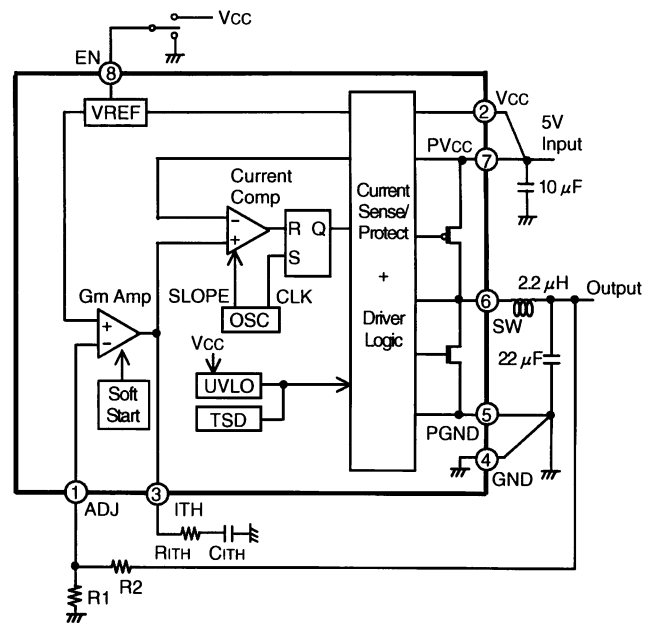 VCC
EN
8
VREF
2
VCC
5V
Input
PVCC
7
10 μF
Current
Comp
Current
Sense/
Protect
+
Driver
Logic
−
+
R Q
S
SLOPE
CLK
OSC
Gm Amp
+
−
6
SW
2.2 μH
Output
22 μF
VCC
UVLO
TSD
Soft
Start
PGND
5
4
GND
1
ADJ
3
ITH
RITH
CITH
R2
R1